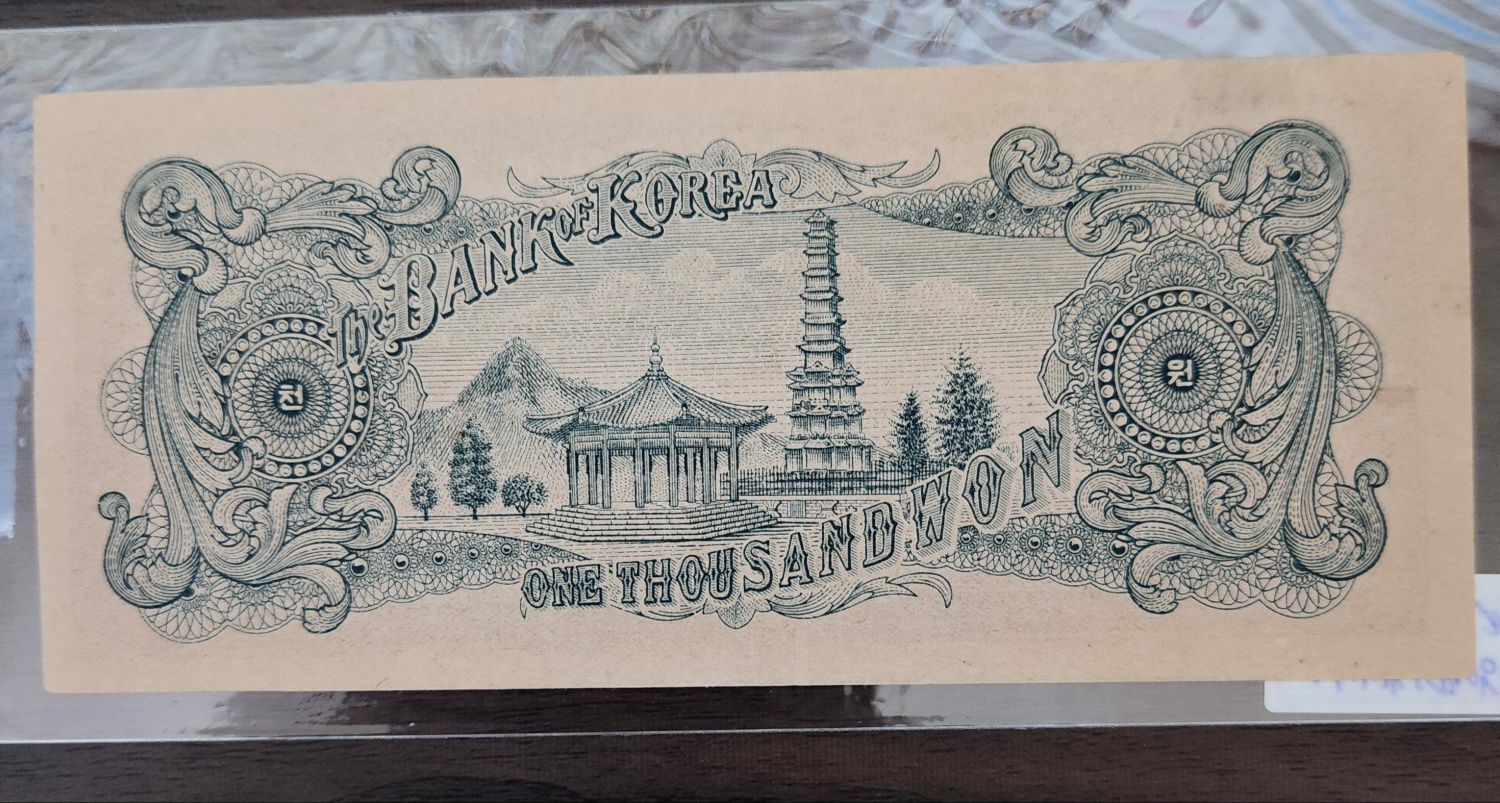 The BANK OF KOREA
천
원
ONE THOUSAND WON